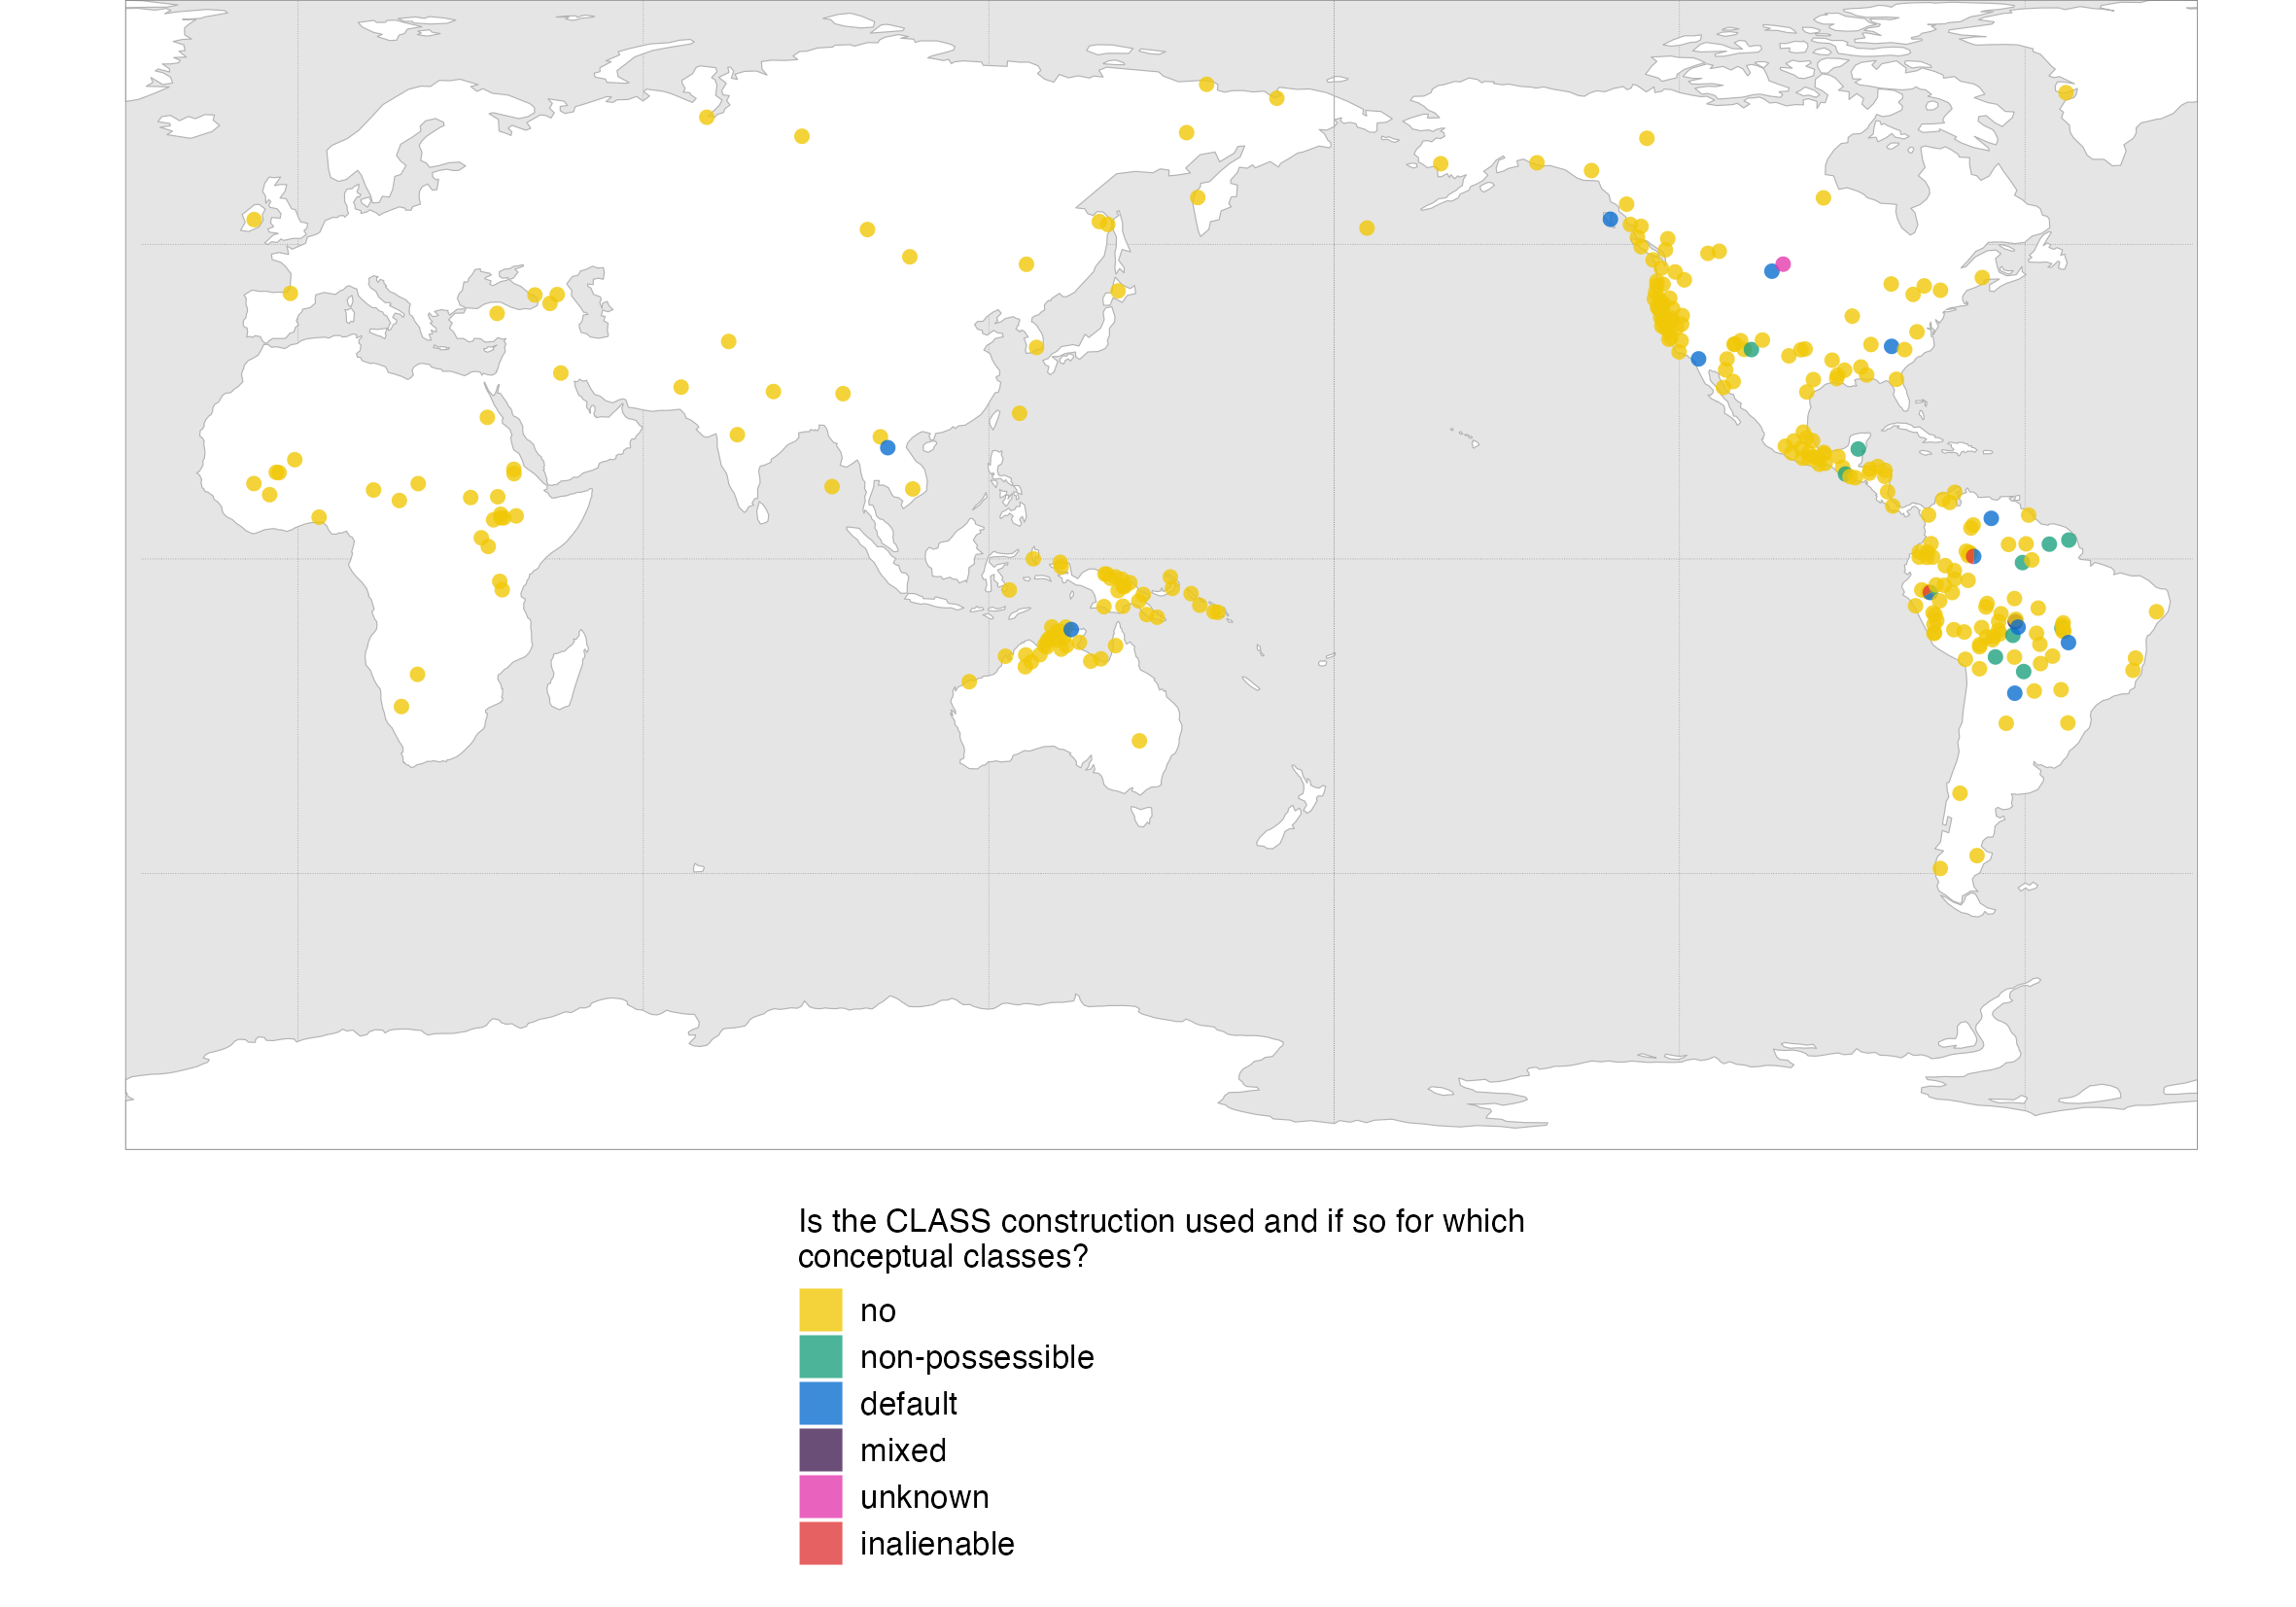 Is the CLASS construction used and if so for which
conceptual classes?
no
non-possessible
default
mixed
unknown
inalienable